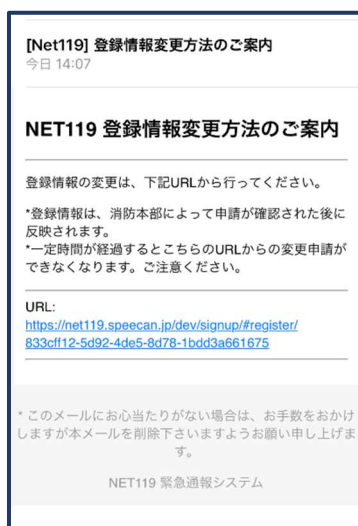 [Net119] 登録情報変更方法のご案内
今日 14:07
NET119 登録情報変更方法のご案内
登録情報の変更は、下記URLから行ってください。
*登録情報は、消防本部によって申請が確認された後に
反映されます。
*一定時間が経過するとこちらのURLからの変更申請が
できなくなります。ご注意ください。
URL:
https://net119.speecan.jp/dev/signup/#register/
833cff12-5d92-4de5-8d78-1bdd3a661675
* このメールにお心当たりがない場合は、お手数をおかけ
しますが本メールを削除下さいますようお願い申し上げま
す。
NET119 緊急通報システム